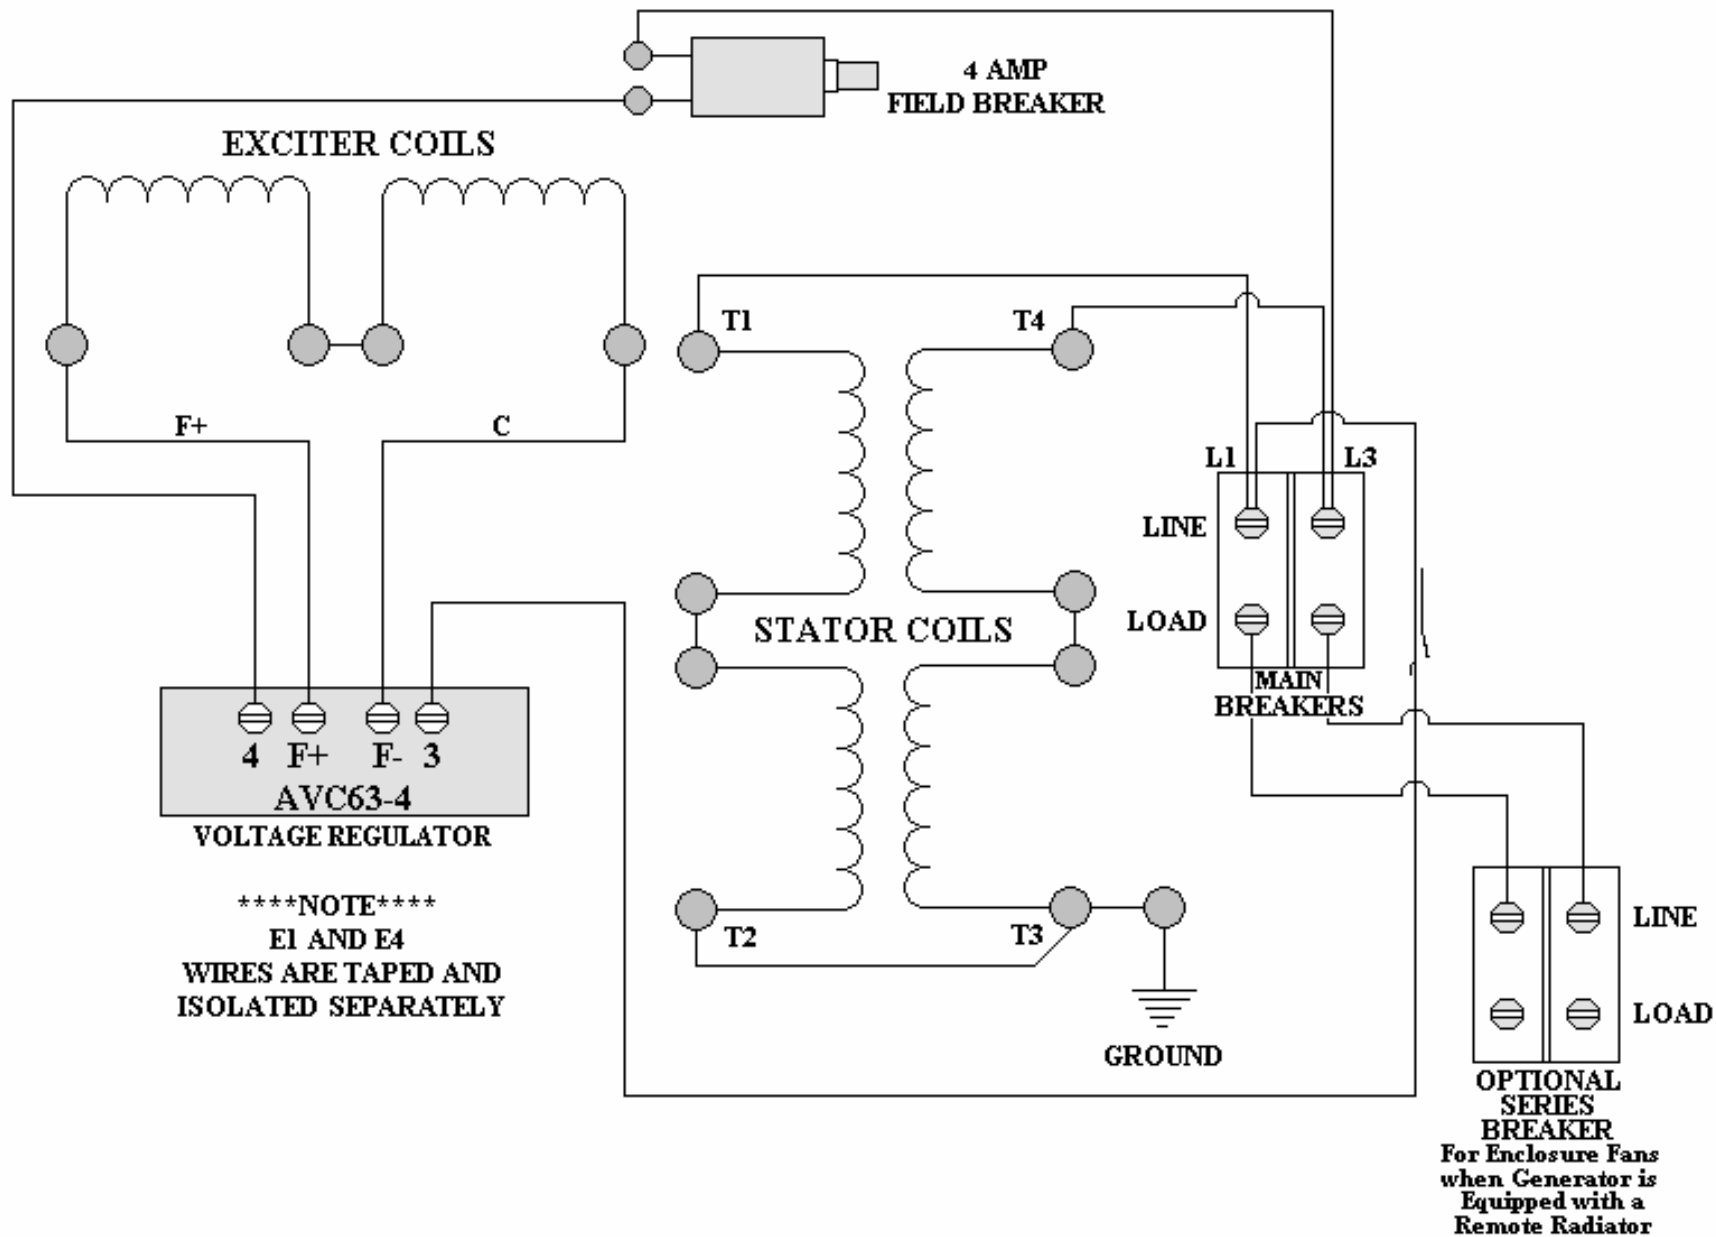 4 AMP
FIELD BREAKER
EXCITER COILS
T1
T4
F+
C
L1
L3
LINE
LOAD
STATOR COILS
MAIN
BREAKERS
4 F+ F- 3
AVC63-4
VOLTAGE REGULATOR
****NOTE****
E1 AND E4
WIRES ARE TAPED AND
ISOLATED SEPARATELY
T2
T3
GROUND
LINE
LOAD
OPTIONAL
SERIES
BREAKER
For Enclosure Fans
when Generator is
Equipped with a
Remote Radiator